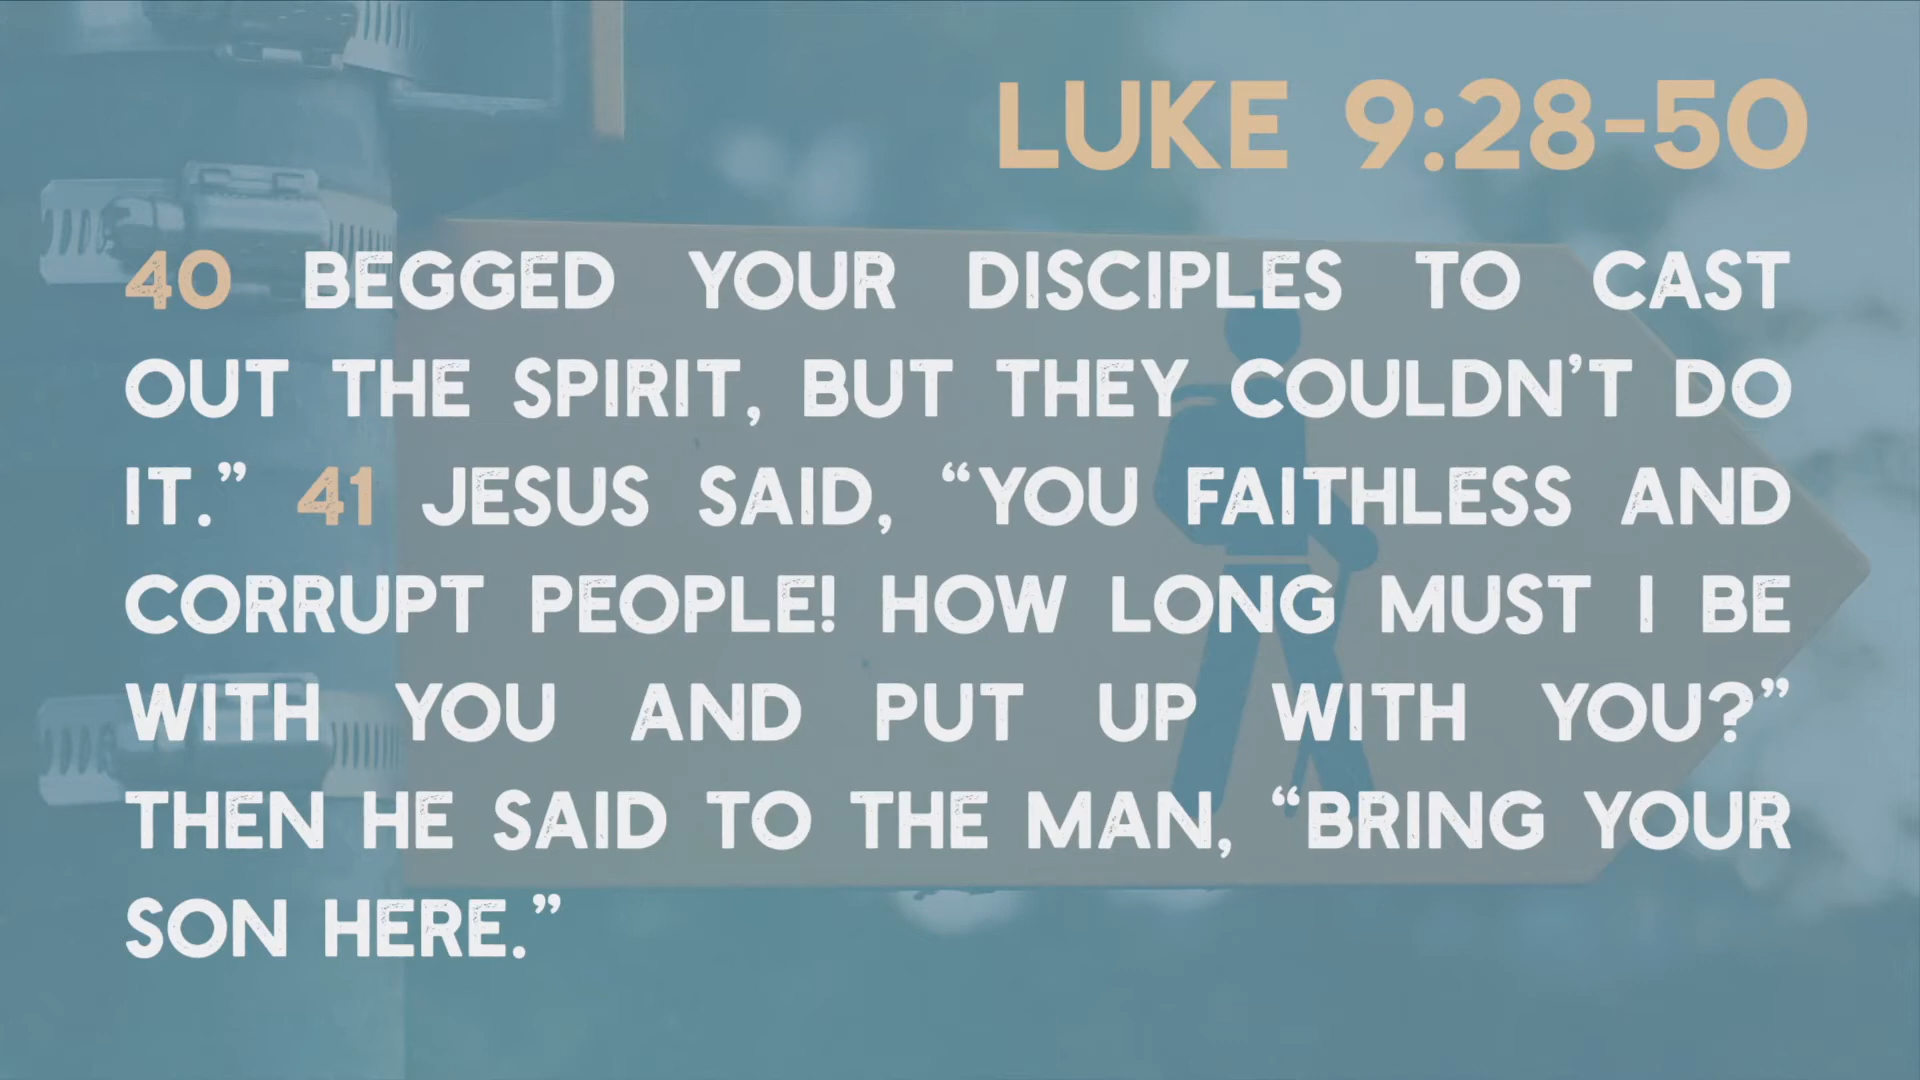 LUKE 9:28-50
40 BEGGED YOUR DISCIPLES TO CAST
OUT THE SPIRIT, BUT THEY COULDN’T DO
IT.” 41 JESUS SAID, “YOU FAITHLESS AND
CORRUPT PEOPLE! HOW LONG MUST I BE
WITH YOU AND PUT UP WITH YOU?”
THEN HE SAID TO THE MAN, “BRING YOUR
SON HERE.”